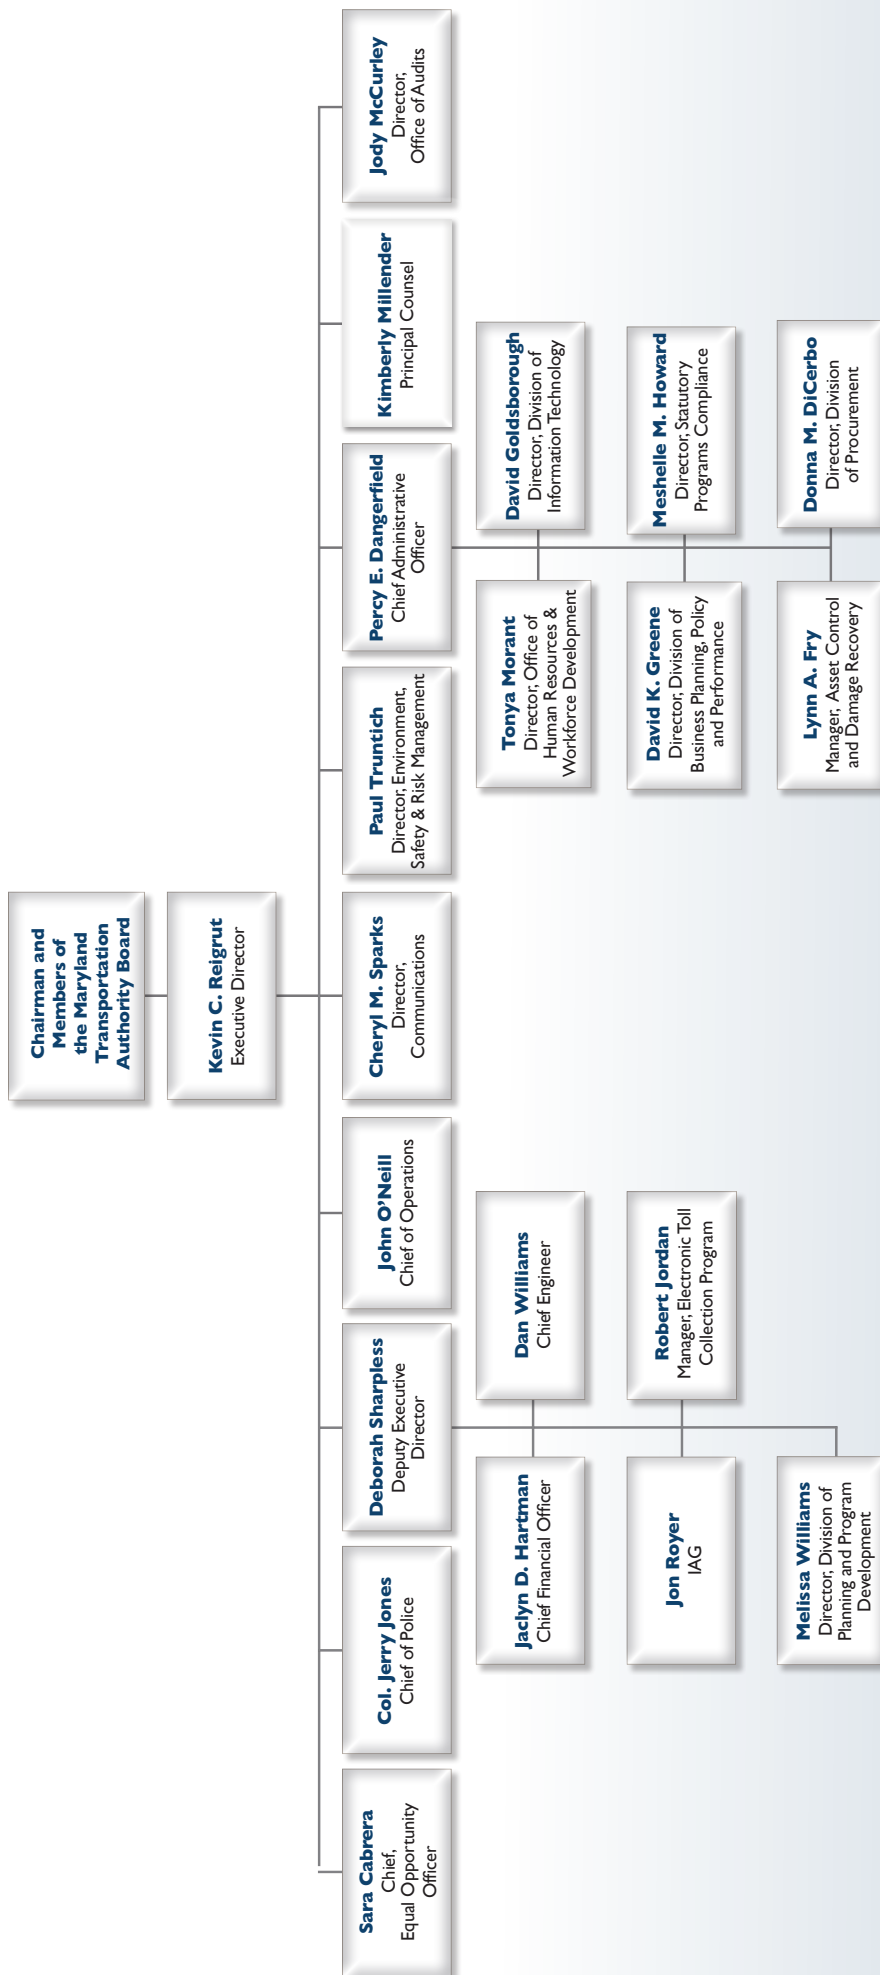 Chairman and
Members of
the Maryland
Transportation
Authority Board
Kevin C. Reigrut
Executive Director
Sara Cabrera
Chief,
Equal Opportunity
Officer
Col. Jerry Jones
Chief of Police
Deborah Sharpless
Deputy Executive
Director
John O'Neill
Chief of Operations
Cheryl M. Sparks
Director,
Communications
Paul Truntich
Director, Environment,
Safety & Risk Management
Percy E. Dangerfield
Chief Administrative
Officer
Kimberly Millender
Principal Counsel
Jody McCurley
Director,
Office of Audits
Jaclyn D. Hartman
Chief Financial Officer
Dan Williams
Chief Engineer
Jon Royer
IAG
Robert Jordan
Manager, Electronic Toll
Collection Program
Melissa Williams
Director, Division of
Planning and Program
Development
Tonya Morant
Director, Office of
Human Resources &
Workforce Development
David Goldsborough
Director, Division of
Information Technology
David K. Greene
Director, Division of
Business Planning, Policy
and Performance
Meshelle M. Howard
Director, Statutory
Programs Compliance
Lynn A. Fry
Manager, Asset Control
and Damage Recovery
Donna M. DiCerbo
Director, Division
of Procurement